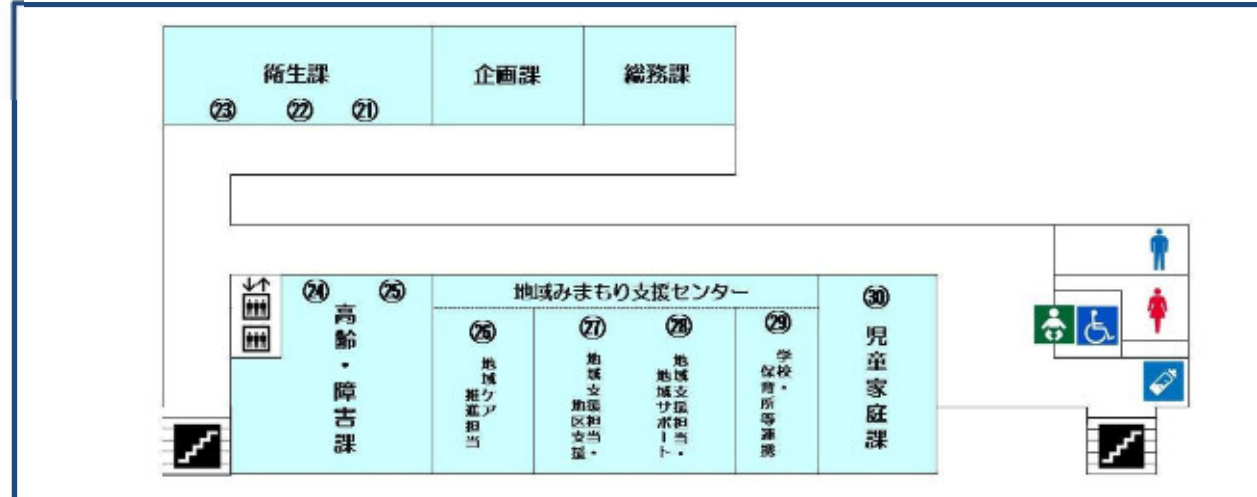 衛生課
企画課
総務課
㉓
㉒
㉑
㉔
㉕
高齢・障害課
地域みまもり支援センター
㉖
地域ケア
推進担当
㉗
地域支援担当・
地区支援
㉘
地域支援担当・
地域サポート
㉙
学校・
保育所等連携
㉚
児童家庭課